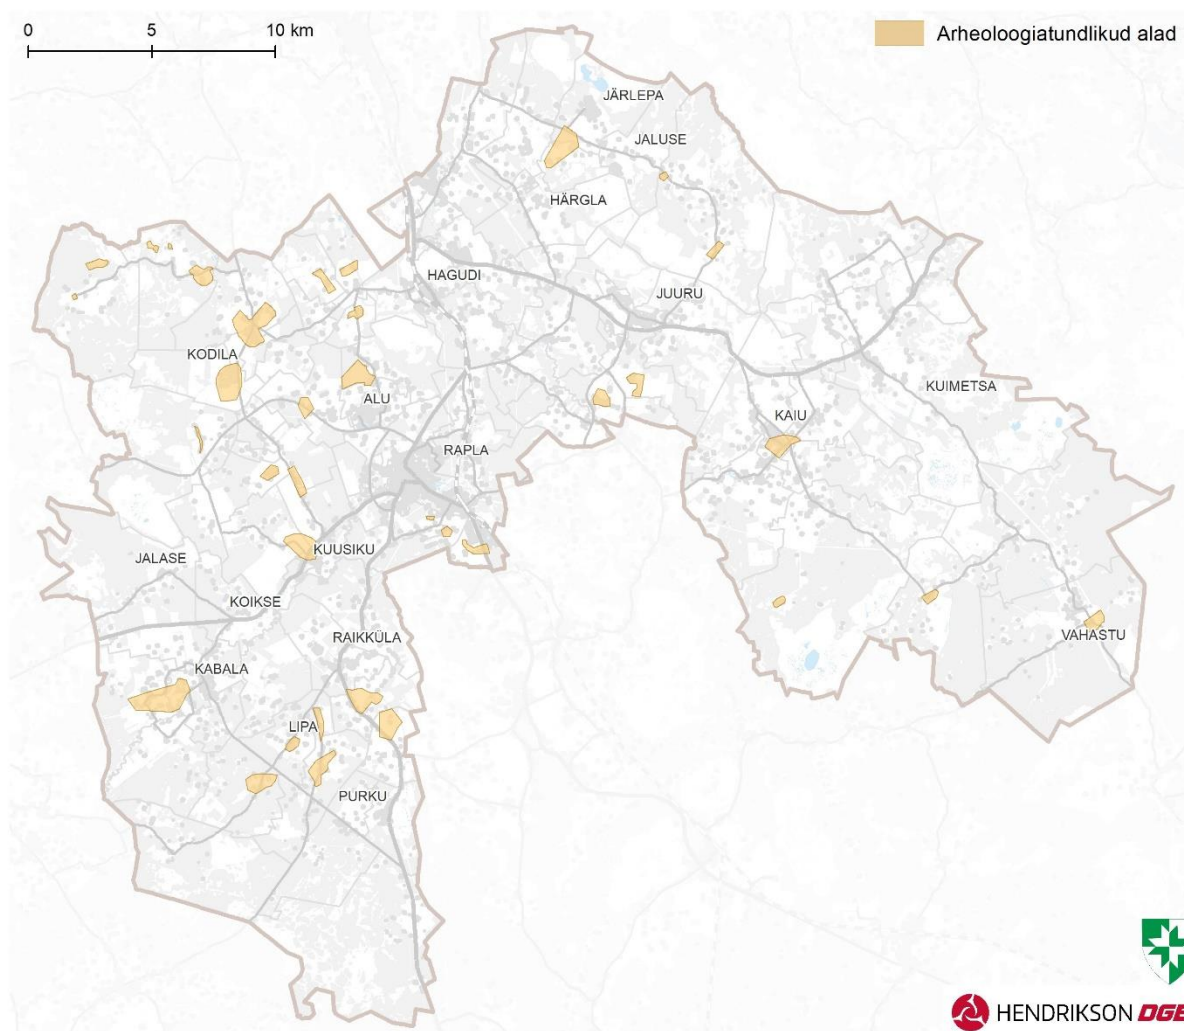 0 5 10 km
Arheoloogiatundlikud alad
JÄRLEPA
JALUSE
HÄRGLA
HAGUDI
JUURU
KODILA
KUIMETSA
ALU
KAIU
RAPLA
KUUSIKU
JALASE
KOIKSE
RAIKKÜLA
VAHASTU
KABALA
LIPA
PURKU
HENDRIKSON DGE